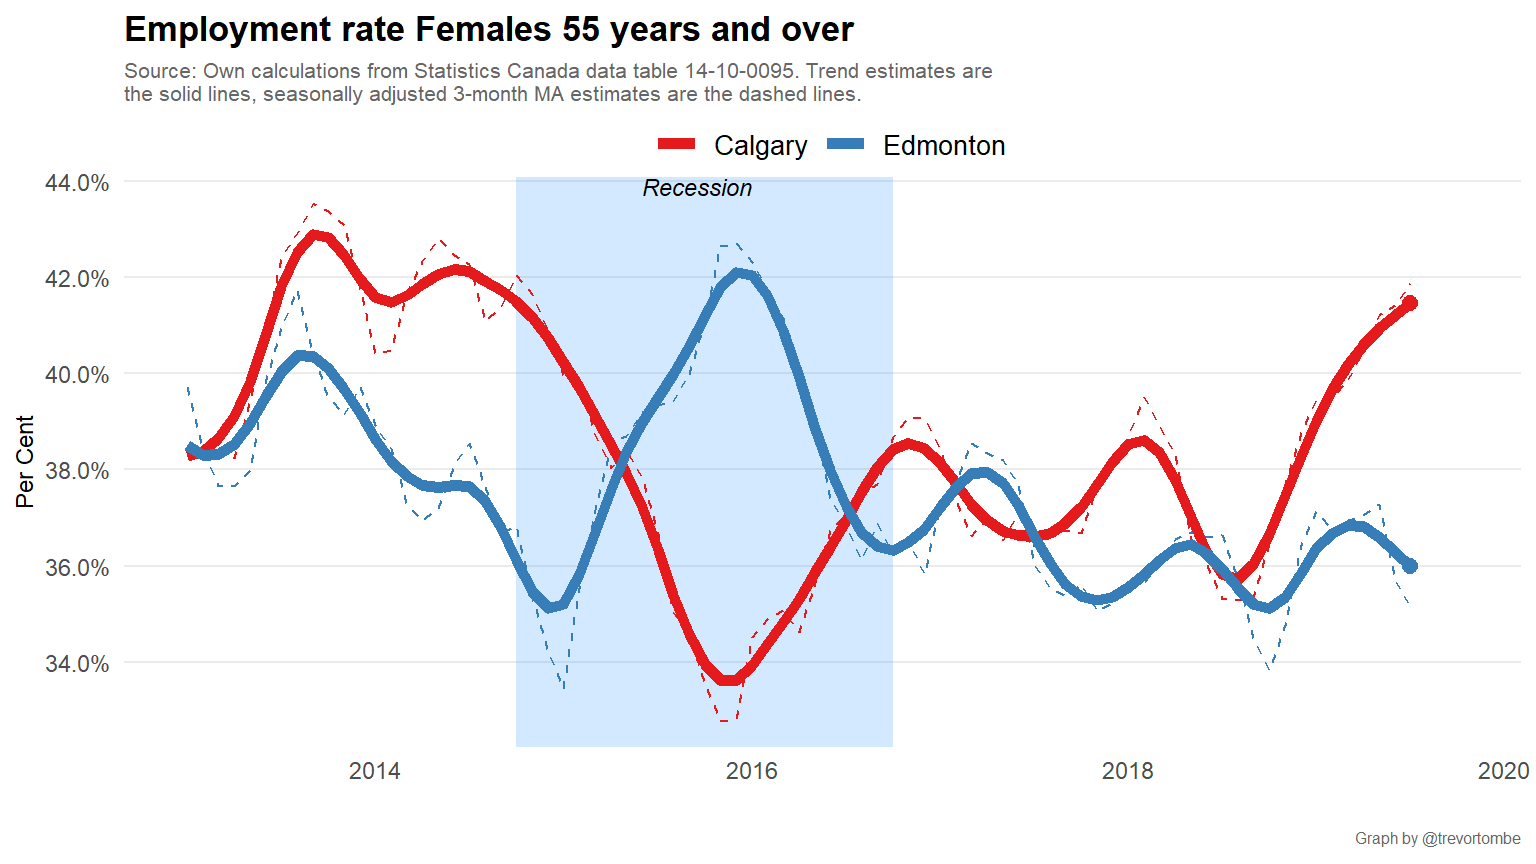 Employment rate Females 55 years and over
Source: Own calculations from Statistics Canada data table 14-10-0095. Trend estimates are
the solid lines, seasonally adjusted 3-month MA estimates are the dashed lines.
Calgary Edmonton
Recession
44.0%
42.0%
40.0%
38.0%
36.0%
34.0%
Per Cent
2014 2016 2018 2020
Graph by @trevortombe